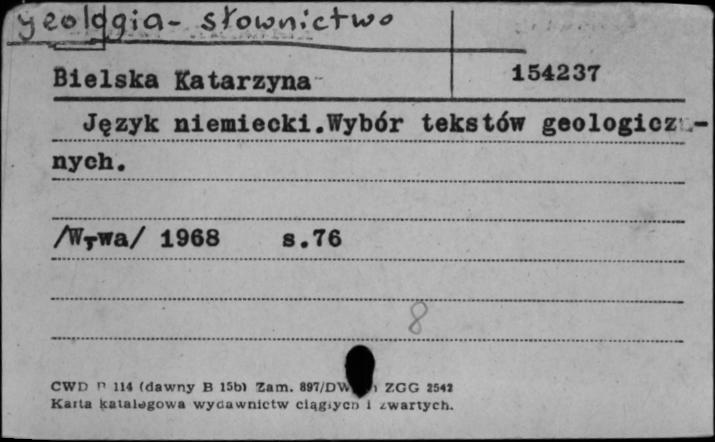 geologia - słownictwo
Bielska Katarzyna 154237
Język niemiecki.Wybór tekstów geologicz-
nych.
/W-wa/ 1968 s.76
8
CWD 114 (dawny B 15b) Zam. 897/DW ZGG 2542
Karta katalogowa wydawnictw ciągłych i zwartych.